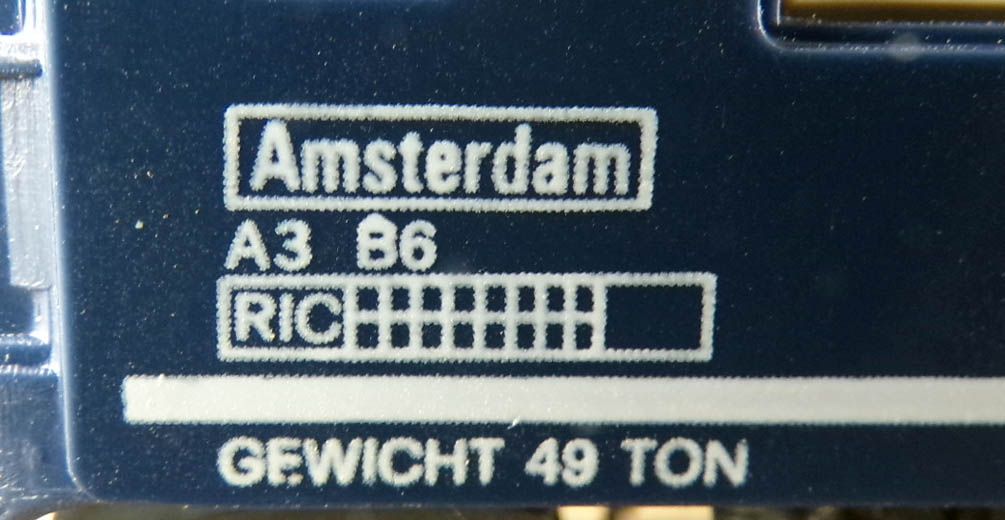 Amsterdam
A3 B6
RIC
GEWICHT 49 TON